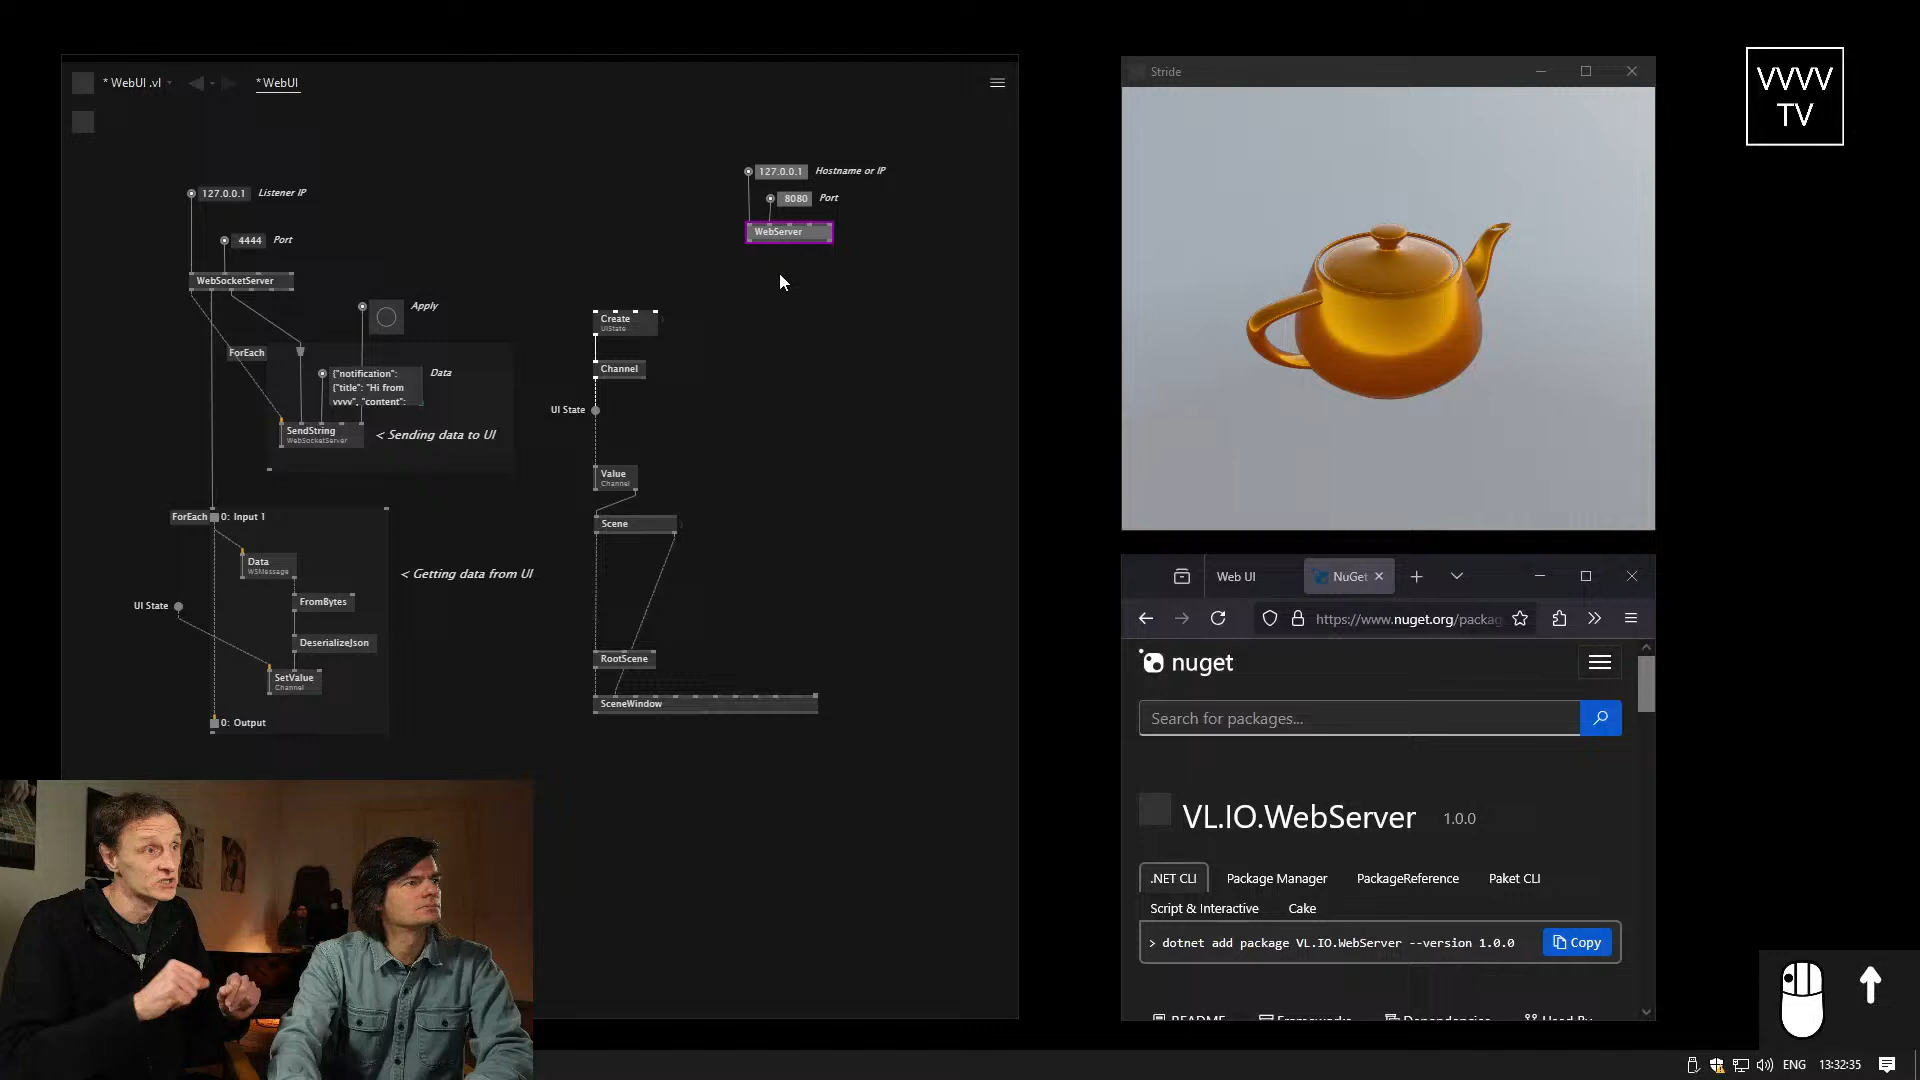 * WebUI .vl
* WebUI
127.0.0.1 Listener IP
4444 Port
WebSocketServer
Apply
ForEach
{"notification":
{"title": "Hi from
vvvv", "content":
Data
SendString
WebSocketServer
< Sending data to UI
ForEach
0: Input 1
Data
WSMessage
< Getting data from UI
FromBytes
UI State
DeserializeJson
SetValue
Channel
0: Output
127.0.0.1 Hostname or IP
8080 Port
WebServer
Create
UIState
Channel
UI State
Value
Channel
Scene
RootScene
SceneWindow
Stride
VVVV
TV
Web UI
NuGet
https://www.nuget.org/packag
nuget
Search for packages...
VL.IO.WebServer 1.0.0
.NET CLI
Package Manager
PackageReference
Paket CLI
Script & Interactive
Cake
> dotnet add package VL.IO.WebServer --version 1.0.0
Copy
README
Frameworks
Dependencies
Used By
ENG
13:32:35